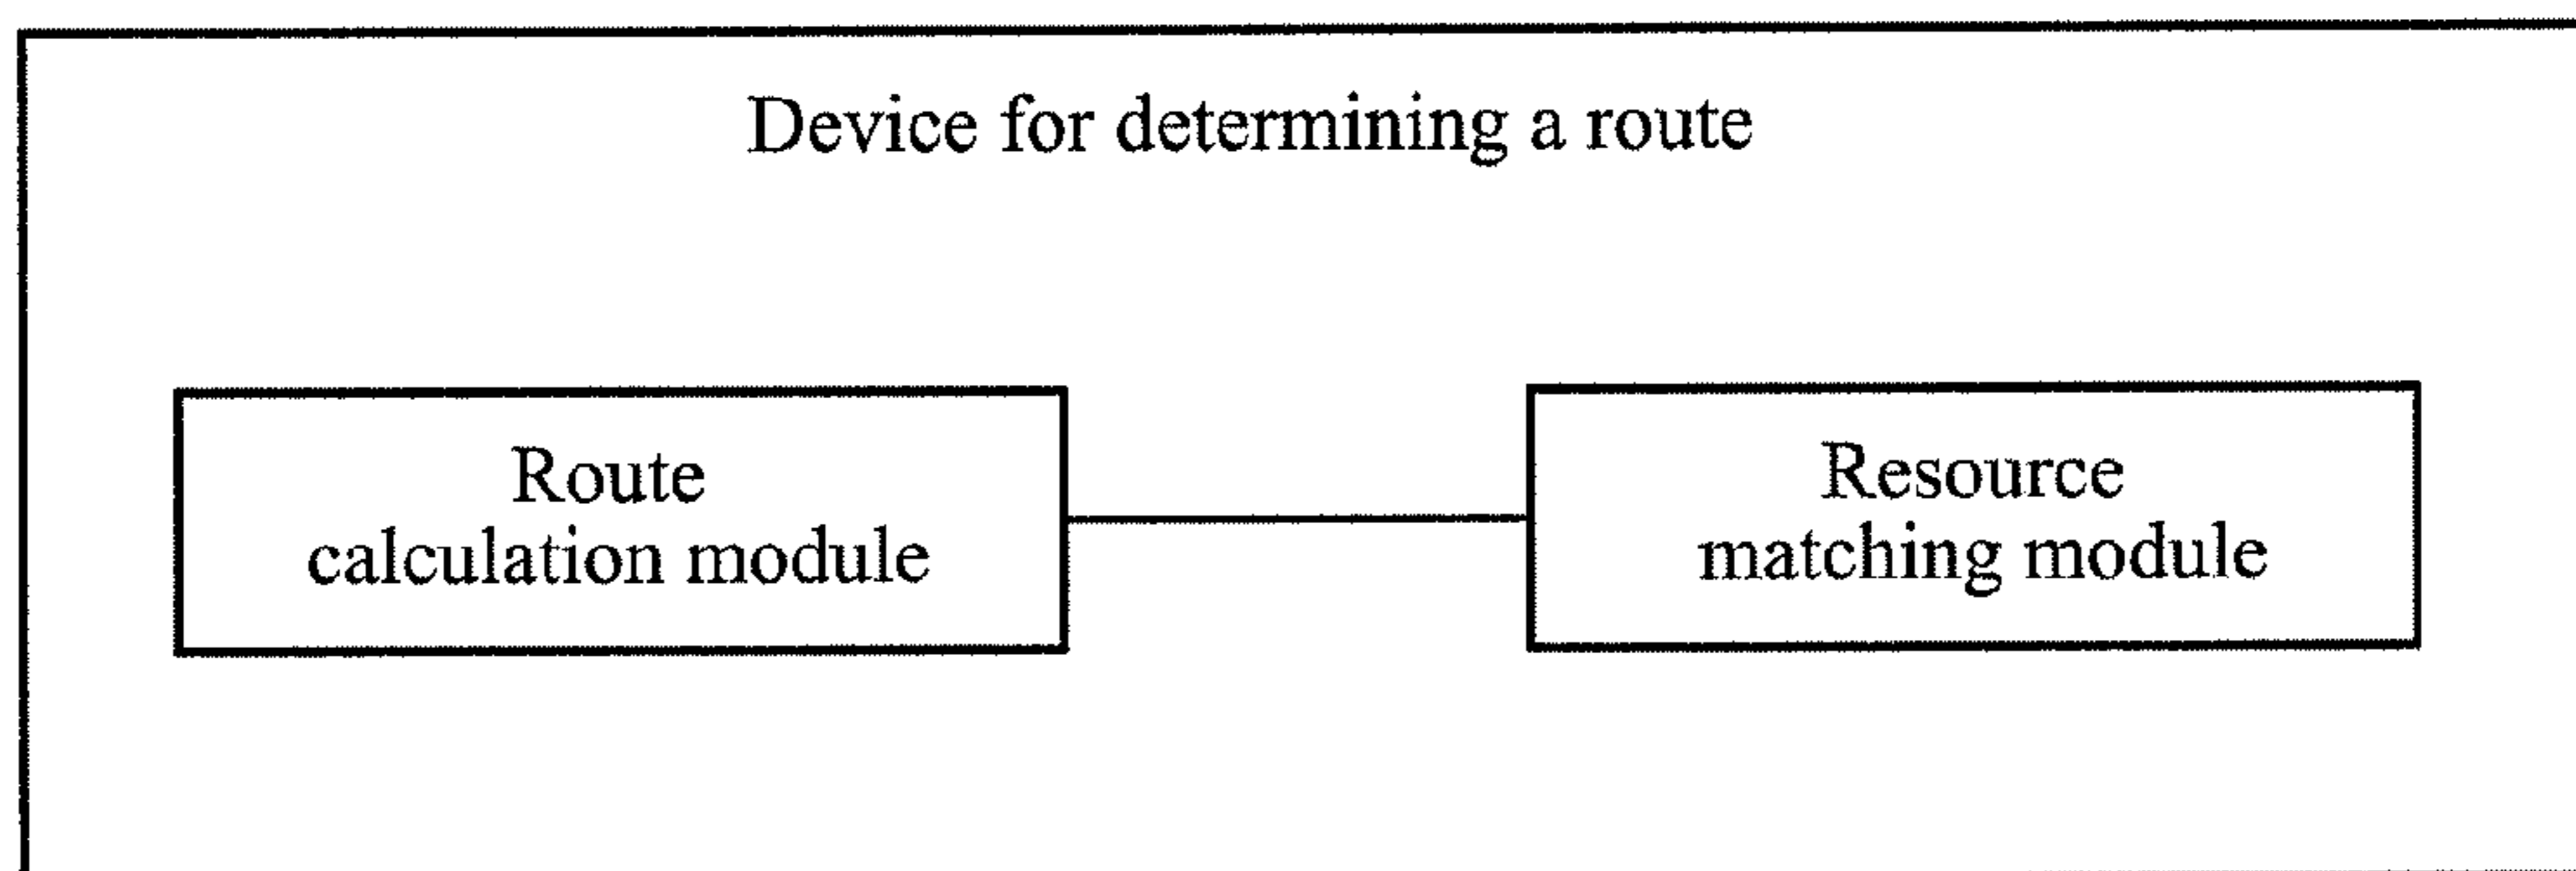 Device for determining a route
Route
calculation module
Resource
matching module